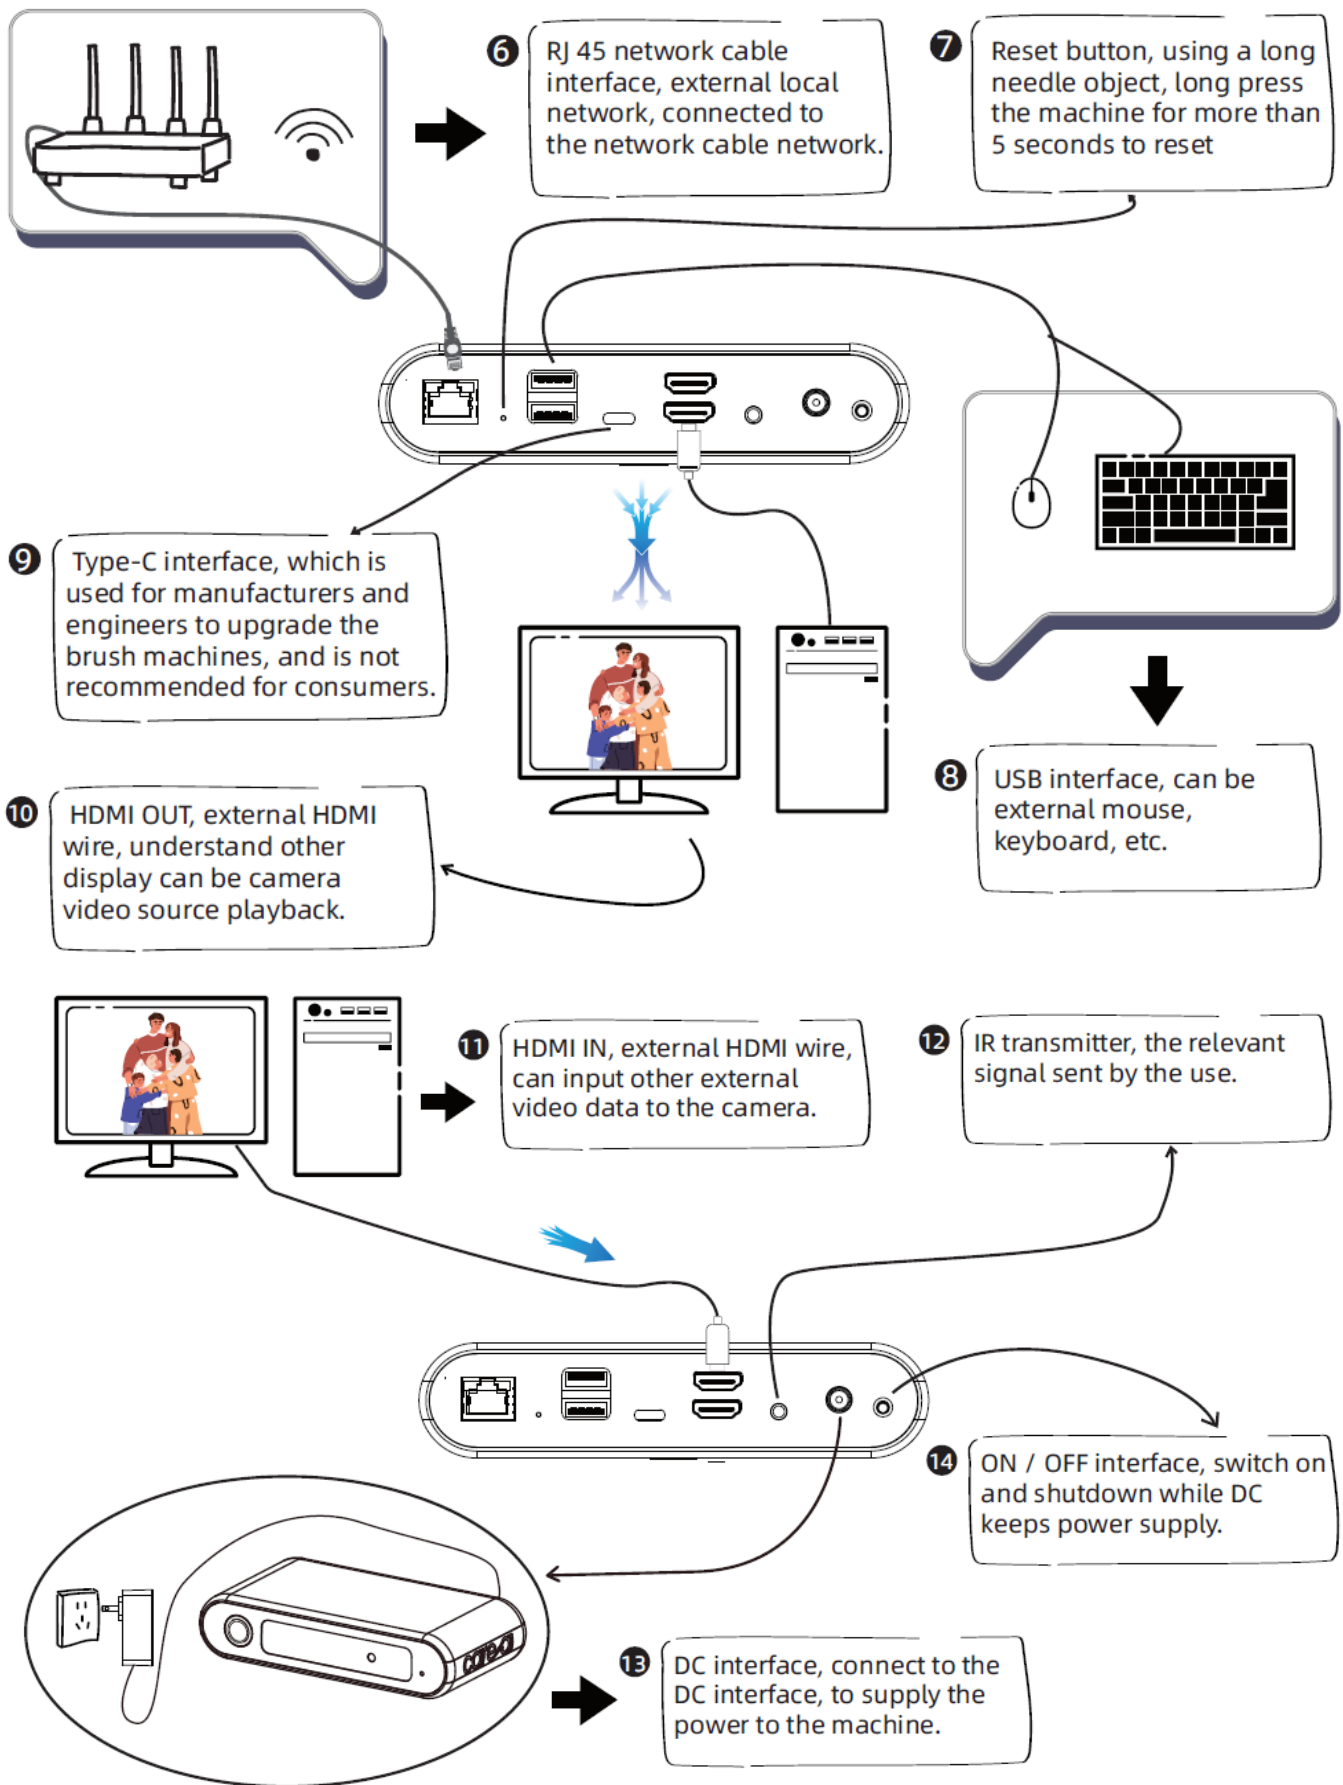 6
RJ 45 network cable
interface, external local
network, connected to
the network cable network.
7
Reset button, using a long
needle object, long press
the machine for more than
5 seconds to reset
9
Type-C interface, which is
used for manufacturers and
engineers to upgrade the
brush machines, and is not
recommended for consumers.
8
USB interface, can be
external mouse,
keyboard, etc.
10
HDMI OUT, external HDMI
wire, understand other
display can be camera
video source playback.
11
HDMI IN, external HDMI wire,
can input other external
video data to the camera.
12
IR transmitter, the relevant
signal sent by the use.
14
ON / OFF interface, switch on
and shutdown while DC
keeps power supply.
13
DC interface, connect to the
DC interface, to supply the
power to the machine.